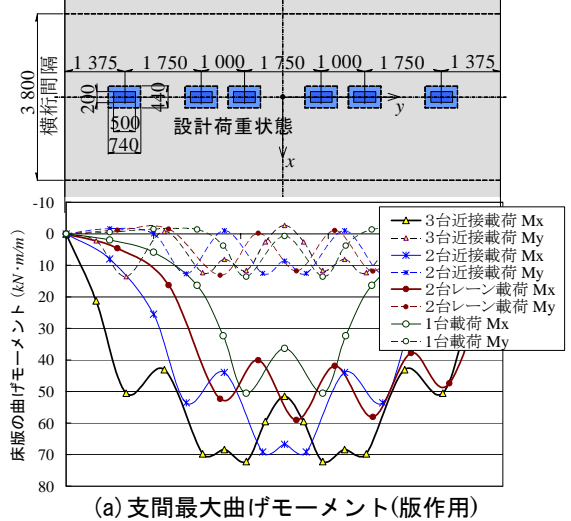 1 375 1 750 1 000 1 750 1 000 1 750 1 375
3 800
横桁間隔
200
440
500
740
設計荷重状態
y
x
-10
0
10
20
30
40
50
60
70
80
床版の曲げモーメント (kN·m/m)
3台近接載荷 Mx
3台近接載荷 My
2台近接載荷 Mx
2台近接載荷 My
2台レーン載荷 Mx
2台レーン載荷 My
1台載荷 Mx
1台載荷 My
(a) 支間最大曲げモーメント(版作用)